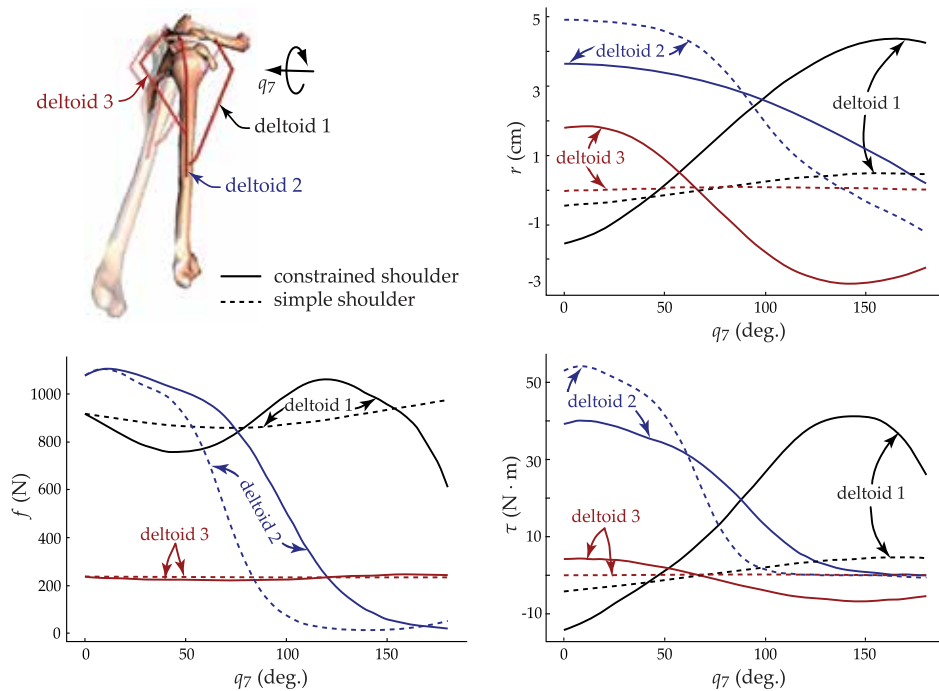 q7
deltoid 3
deltoid 1
deltoid 2
constrained shoulder
simple shoulder
5
3
1
-1
-3
r (cm)
deltoid 2
deltoid 1
deltoid 3
0
50
100
150
q7 (deg.)
1000
800
600
400
200
0
f (N)
deltoid 1
deltoid 2
deltoid 3
0
50
100
150
q7 (deg.)
50
30
10
-10
τ (N · m)
deltoid 2
deltoid 1
deltoid 3
0
50
100
150
q7 (deg.)